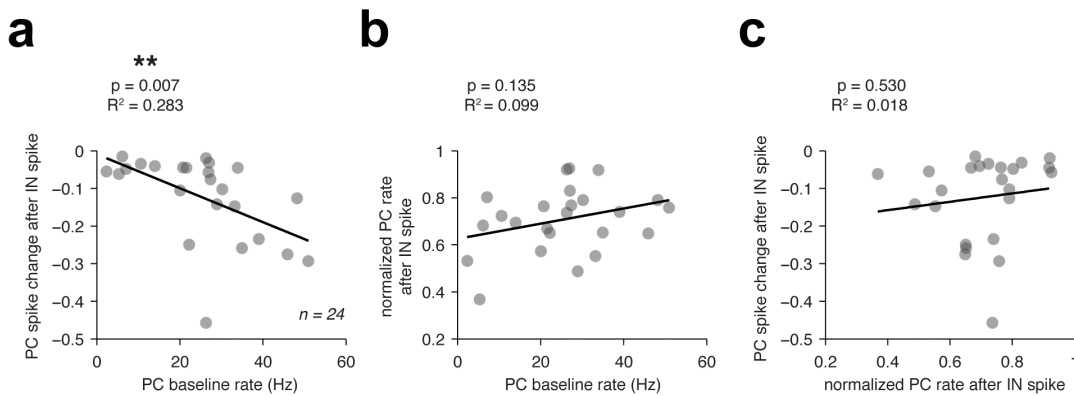 a
**
p = 0.007
R² = 0.283
PC spike change after IN spike
0
−0.1
−0.2
−0.3
−0.4
−0.5
n = 24
0
20
40
60
PC baseline rate (Hz)
b
p = 0.135
R² = 0.099
normalized PC rate
after IN spike
1
0.8
0.6
0.4
0.2
0
20
40
60
PC baseline rate (Hz)
c
p = 0.530
R² = 0.018
PC spike change after IN spike
0
−0.1
−0.2
−0.3
−0.4
−0.5
0.2
0.4
0.6
0.8
normalized PC rate after IN spike